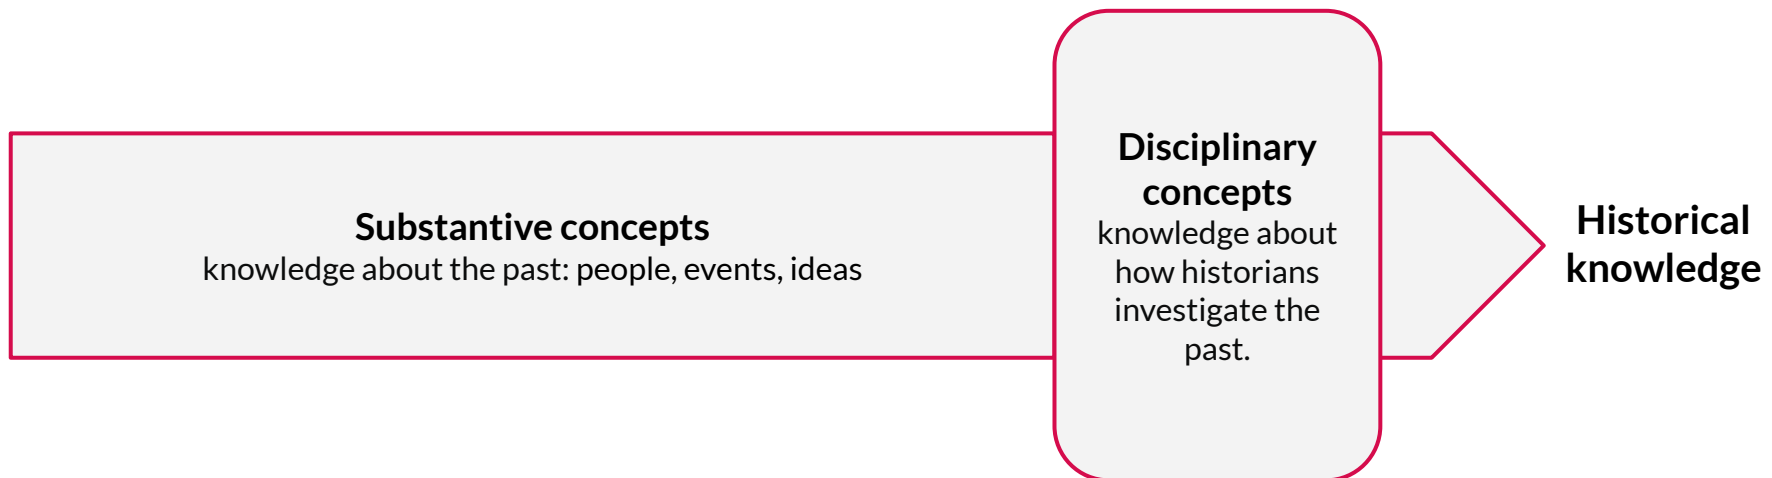 Substantive concepts
knowledge about the past: people, events, ideas
Disciplinary
concepts
knowledge about
how historians
investigate the
past.
Historical
knowledge